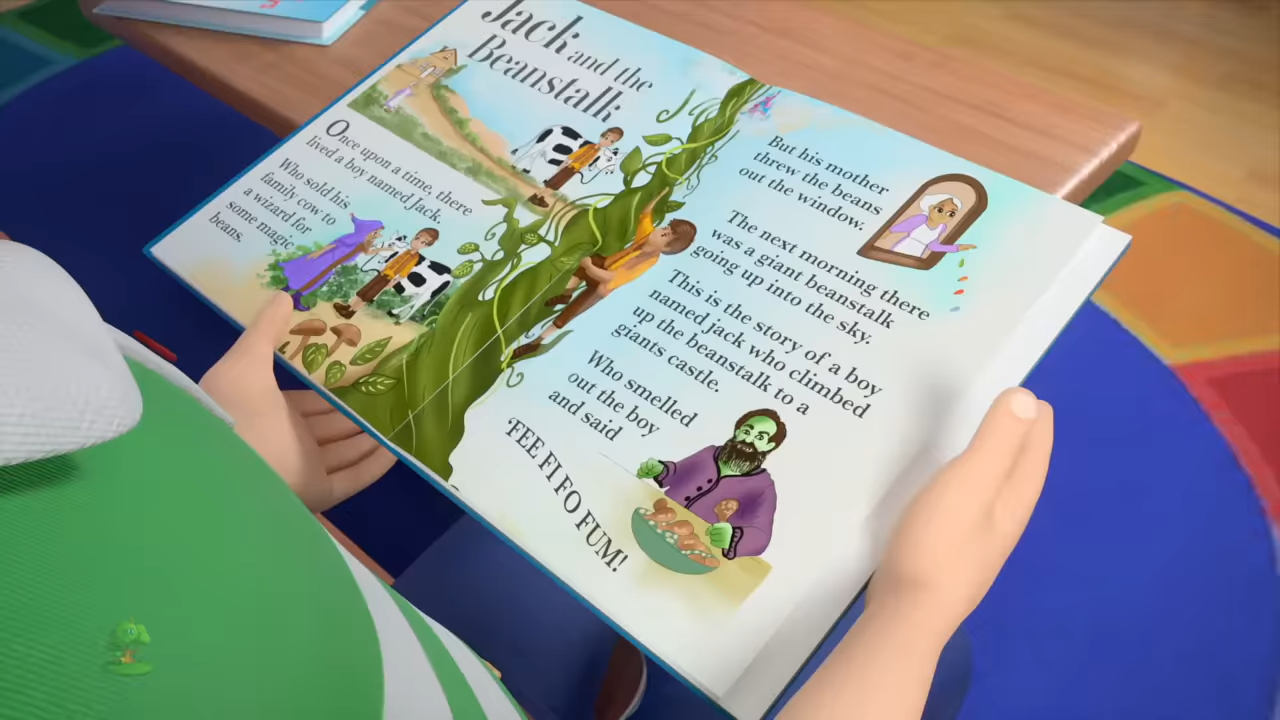 Jack and the
Beanstalk
Once upon a time, there
lived a boy named Jack,
Who sold his
family cow to
a wizard for
some magic
beans.
But his mother
threw the beans
out the window.
The next morning there
was a giant beanstalk
going up into the sky.
This is the story of a boy
named jack who climbed
up the beanstalk to a
giants castle.
Who smelled
out the boy
and said
'FEE FI FO FUM!